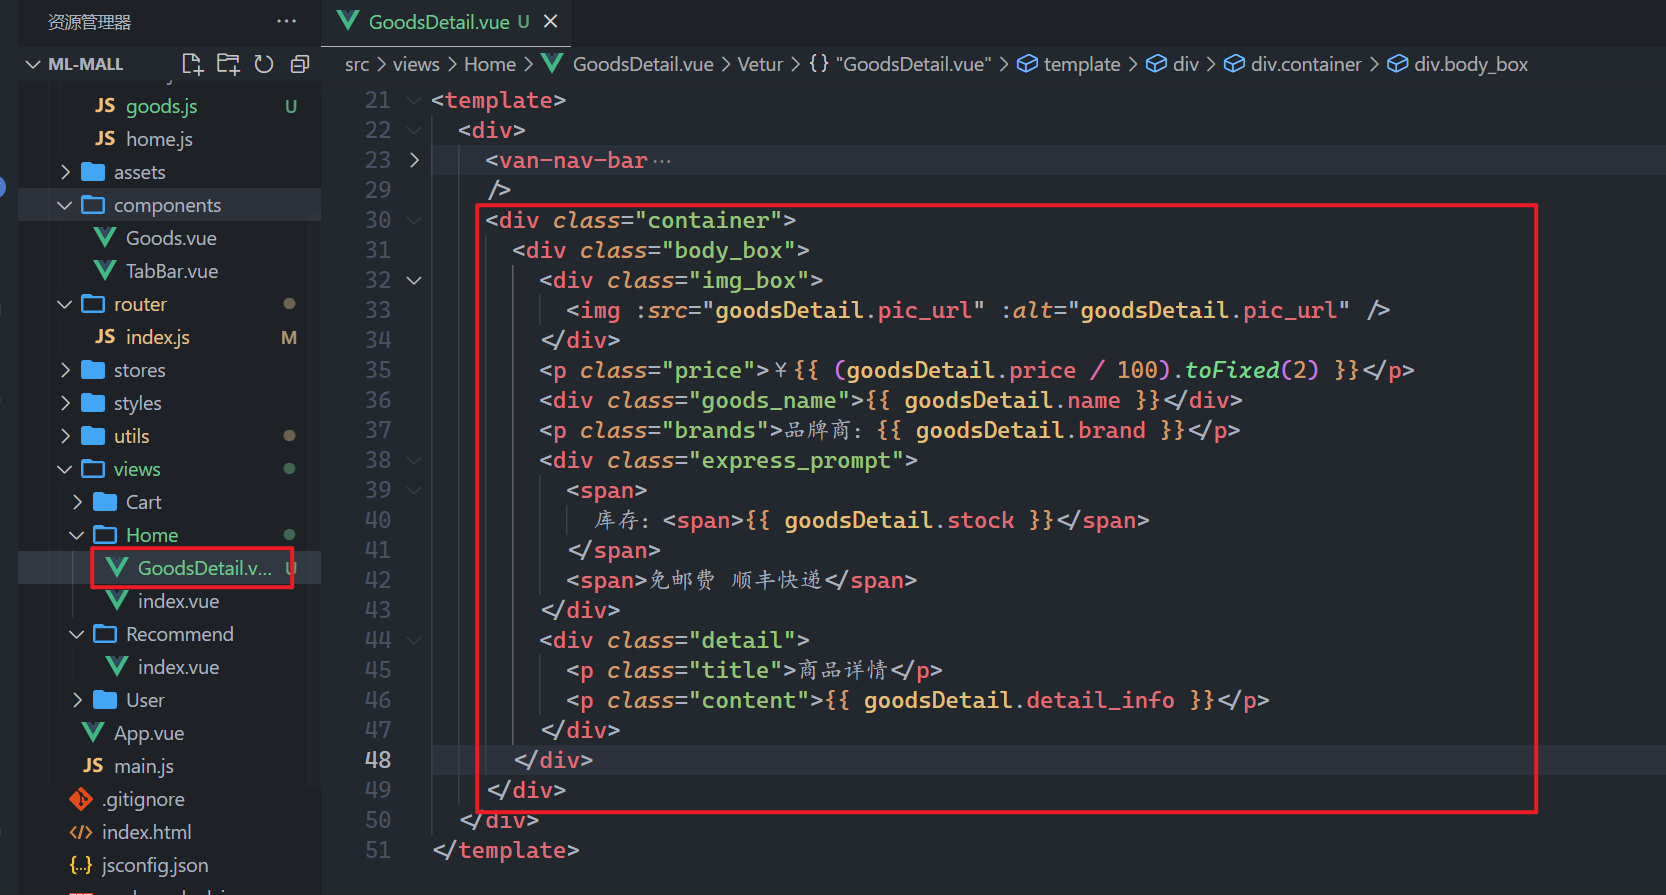 资源管理器 ···
GoodsDetail.vue U
ML-MALL
src > views > Home > GoodsDetail.vue > Vetur > {} "GoodsDetail.vue" > template > div > div.container > div.body_box
JS goods.js U
JS home.js
assets
components
Goods.vue
TabBar.vue
router
JS index.js M
stores
styles
utils
views
Cart
Home
GoodsDetail.v... U
index.vue
Recommend
index.vue
User
App.vue
JS main.js
.gitignore
index.html
{..} jsconfig.json
21 <template>
22 <div>
23 <van-nav-bar ···
29 />
30 <div class="container">
31 <div class="body_box">
32 <div class="img_box">
33 <img :src="goodsDetail.pic_url" :alt="goodsDetail.pic_url" />
34 </div>
35 <p class="price">￥{{ (goodsDetail.price / 100).toFixed(2) }}</p>
36 <div class="goods_name">{{ goodsDetail.name }}</div>
37 <p class="brands">品牌商: {{ goodsDetail.brand }}</p>
38 <div class="express_prompt">
39 <span>
40 库存: <span>{{ goodsDetail.stock }}</span>
41 </span>
42 <span>免邮费 顺丰快递</span>
43 </div>
44 <div class="detail">
45 <p class="title">商品详情</p>
46 <p class="content">{{ goodsDetail.detail_info }}</p>
47 </div>
48 </div>
49 </div>
50 </div>
51 </template>